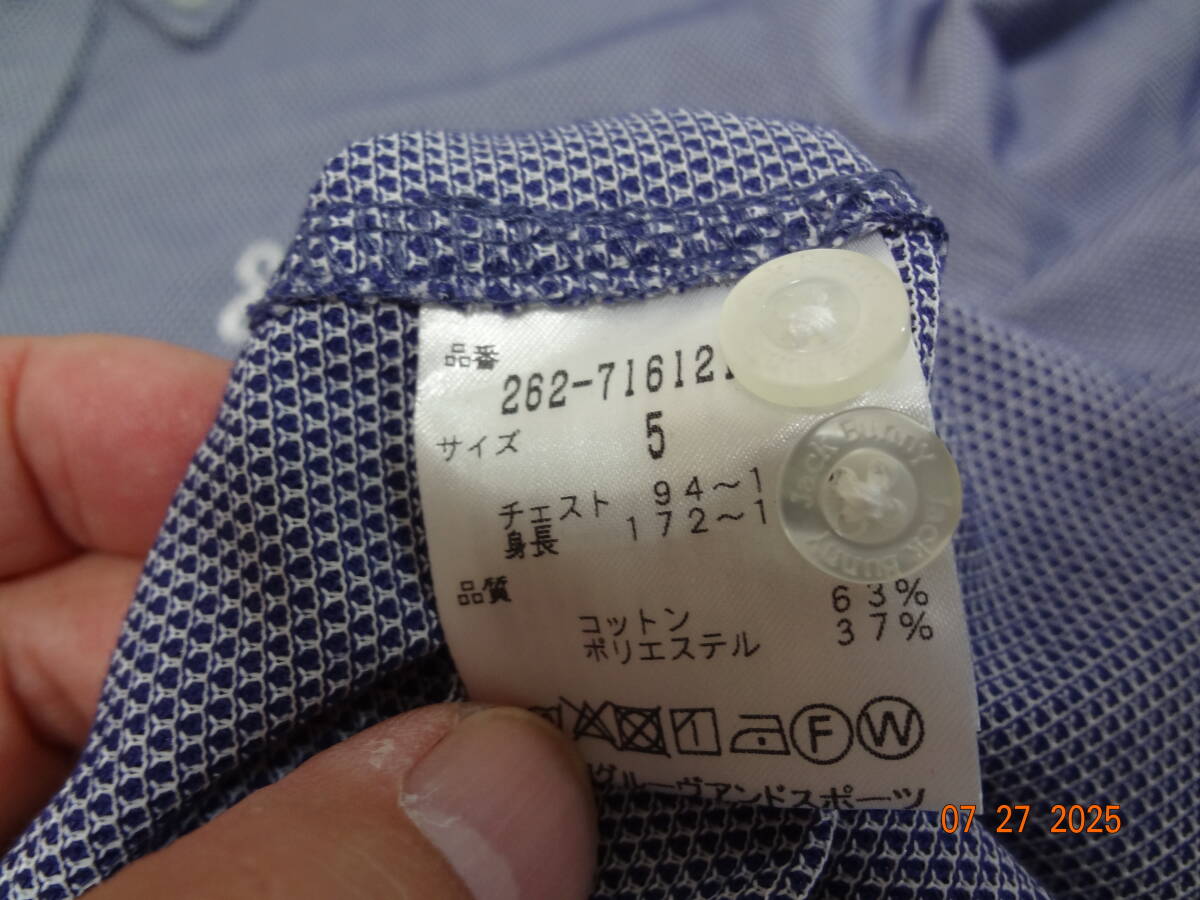 品番
262-716121
サイズ 5
チェスト 94~1
身長 172~1
品質
63%
コットン
37%
ポリエステル
F W
グルーヴアンドスポーツ
Jack Bunny
Jack Bunny
07 27 2025